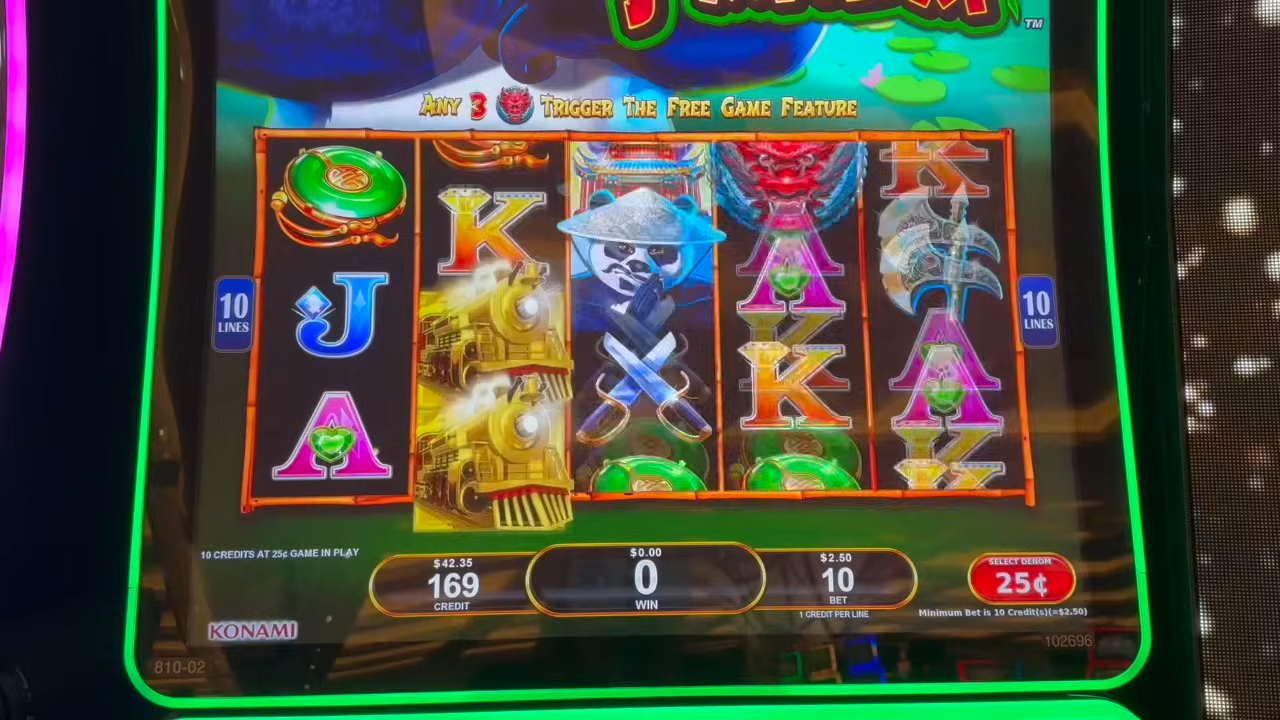 TM
ANY 3 TRIGGER THE FREE GAME FEATURE
K
K
J
A
K
A
A
K
K
10 LINES
10 LINES
10 CREDITS AT 25¢ GAME IN PLAY
$42.35
169
CREDIT
$0.00
0
WIN
$2.50
10
BET
1 CREDIT PER LINE
SELECT DENOM
25¢
Minimum Bet is 10 Credit(s)(=$2.50)
KONAMI
810-02
102696